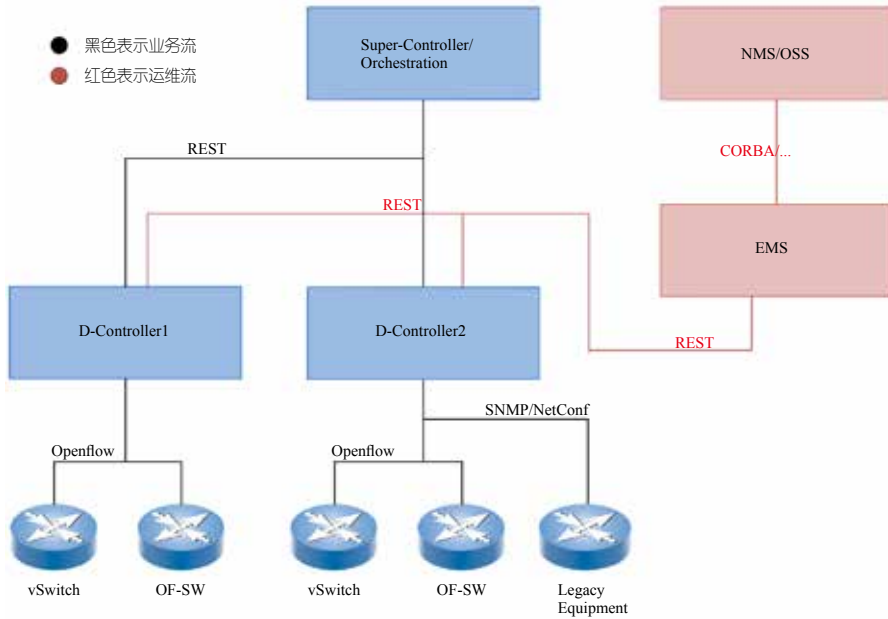 黑色表示业务流
红色表示运维流
Super-Controller/
Orchestration
NMS/OSS
REST
CORBA/...
REST
EMS
D-Controller1
D-Controller2
REST
SNMP/NetConf
Openflow
Openflow
vSwitch
OF-SW
vSwitch
OF-SW
Legacy
Equipment